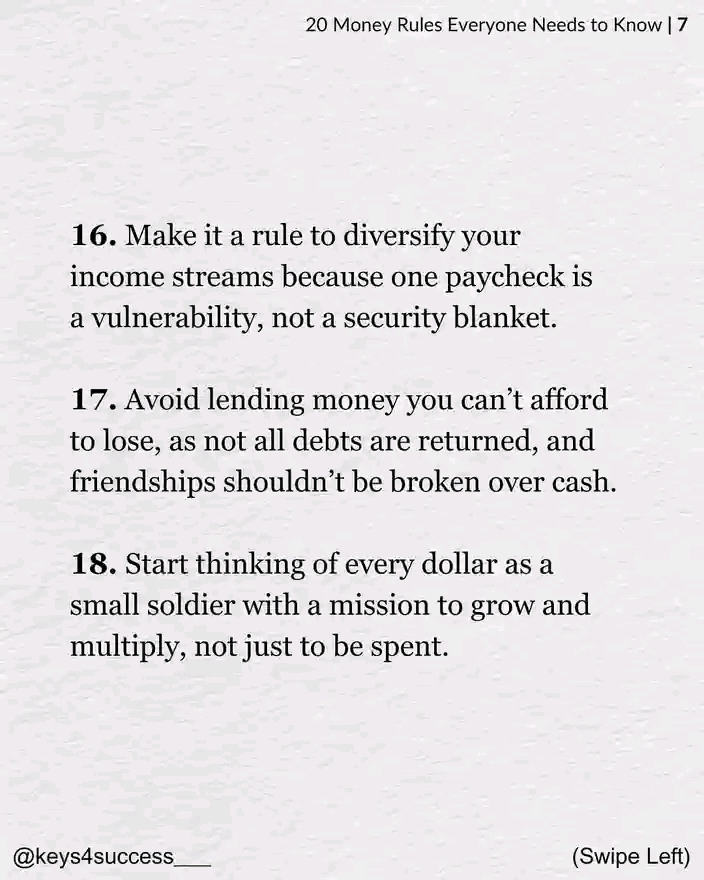 20 Money Rules Everyone Needs to Know | 7
16. Make it a rule to diversify your
income streams because one paycheck is
a vulnerability, not a security blanket.
17. Avoid lending money you can’t afford
to lose, as not all debts are returned, and
friendships shouldn’t be broken over cash.
18. Start thinking of every dollar as a
small soldier with a mission to grow and
multiply, not just to be spent.
@keys4success___
(Swipe Left)